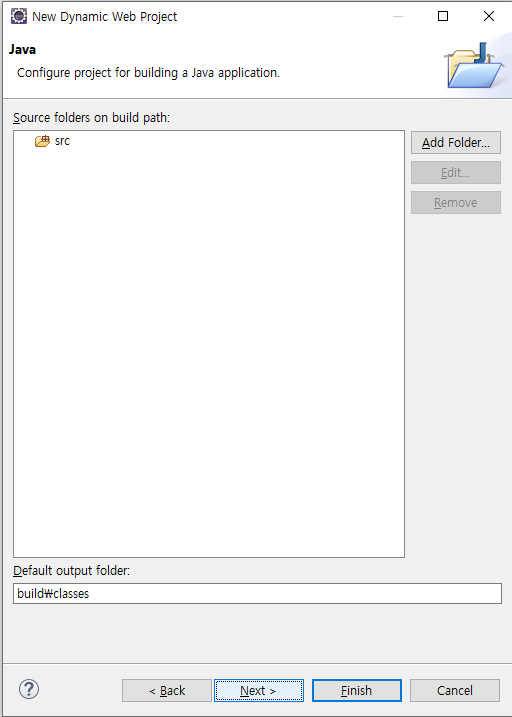 New Dynamic Web Project
Java
Configure project for building a Java application.
Source folders on build path:
src
Add Folder...
Edit...
Remove
Default output folder:
build₩classes
?
< Back
Next >
Finish
Cancel